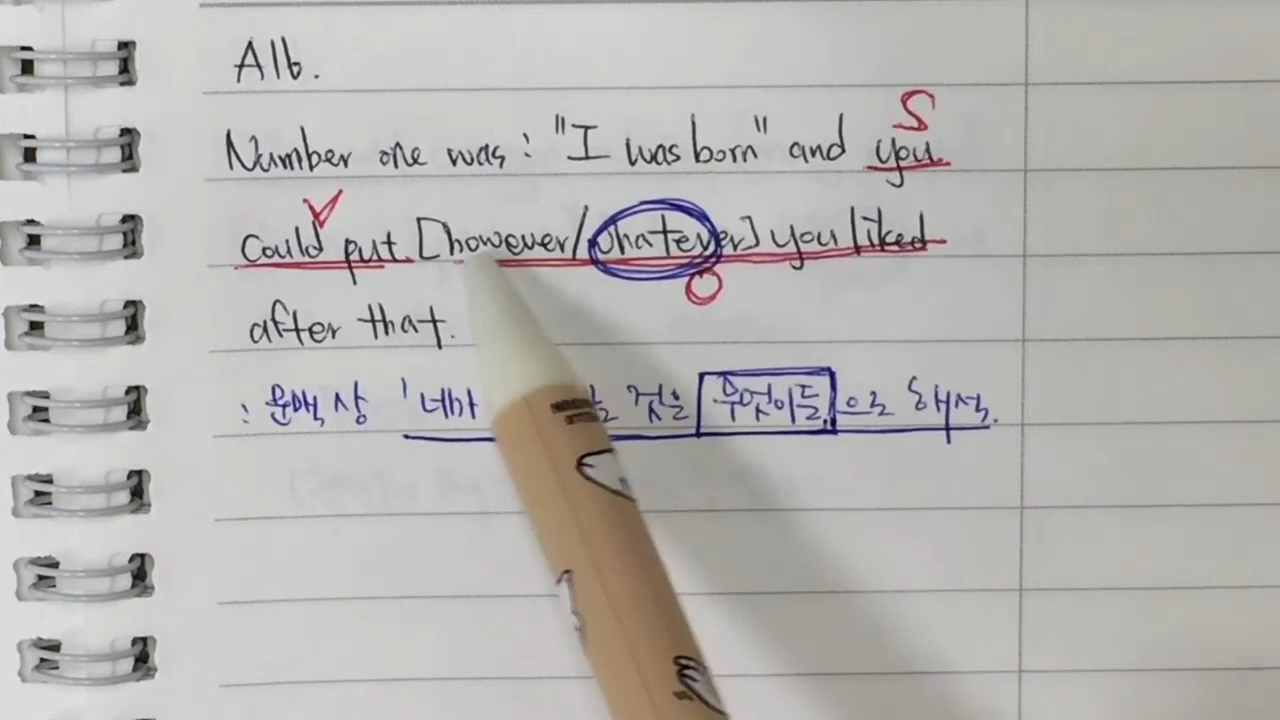 A16.
Number one was: "I was born" and you
S
V
could put [however/whatever] you liked
O
after that.
: 문맥 상 '네가 것을 무엇이든 으로 해석.